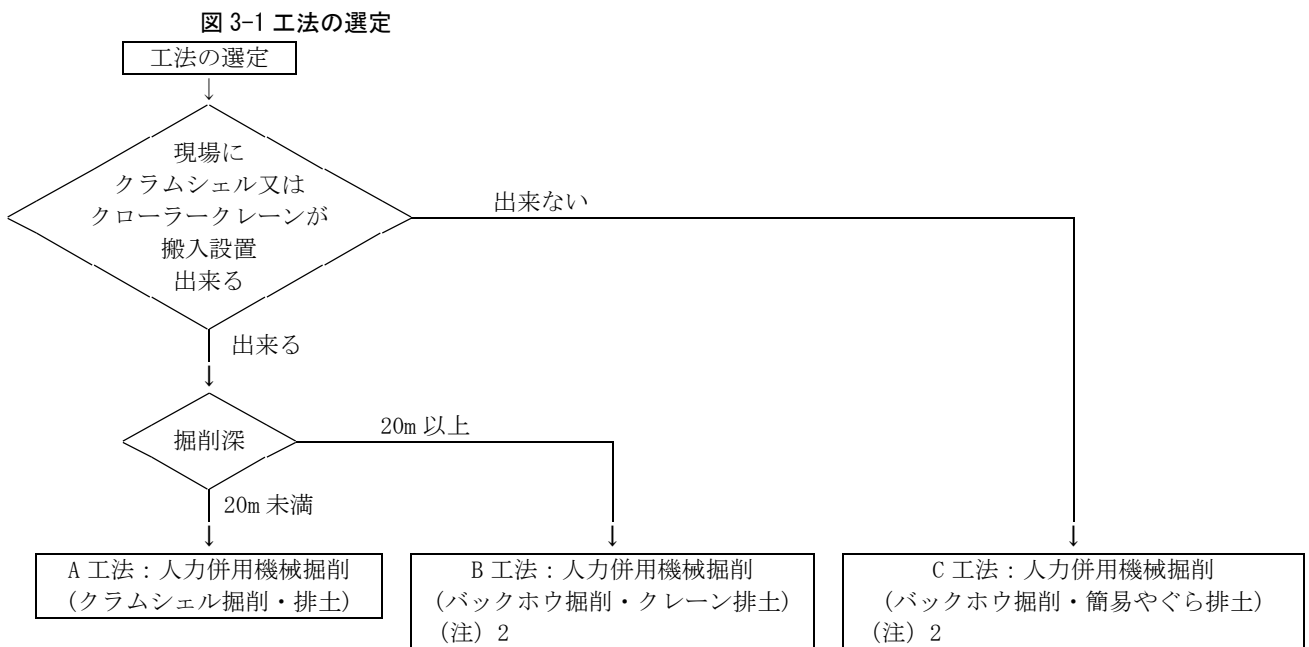 図 3-1 工法の選定
工法の選定
↓
現場に
クラムシェル又は
クローラークレーンが
搬入設置
出来る
出来ない
出来る
掘削深
20m 以上
20m 未満
A 工法：人力併用機械掘削
(クラムシェル掘削・排土)
B 工法：人力併用機械掘削
(バックホウ掘削・クレーン排土)
(注) 2
C 工法：人力併用機械掘削
(バックホウ掘削・簡易やぐら排土)
(注) 2